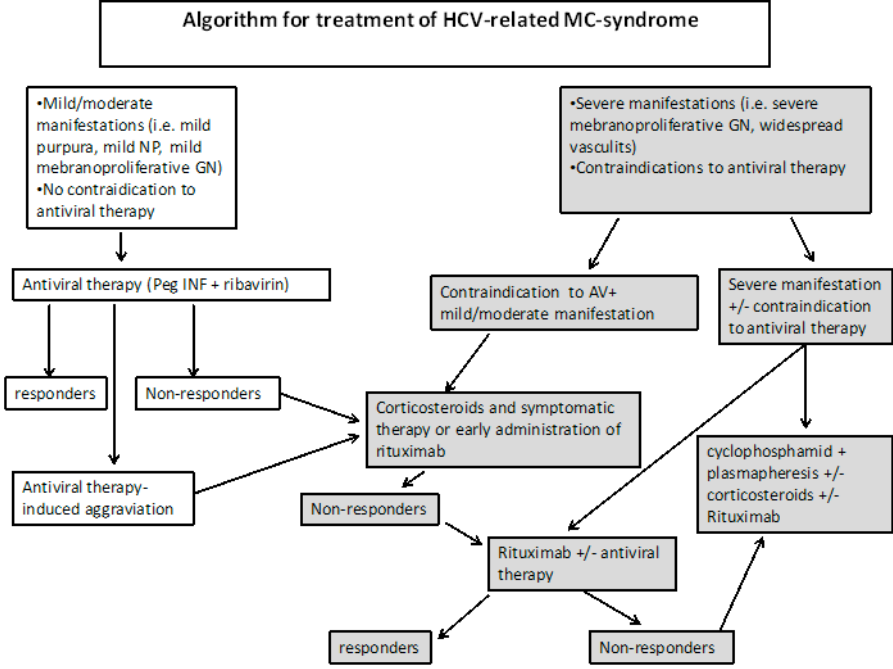 Algorithm for treatment of HCV-related MC-syndrome
•Mild/moderate
manifestations (i.e. mild
purpura, mild NP, mild
mebranoproliferative GN)
•No contraidication to
antiviral therapy
•Severe manifestations (i.e. severe
mebranoproliferative GN, widespread
vasculits)
•Contraindications to antiviral therapy
Antiviral therapy (Peg INF + ribavirin)
Contraindication to AV+
mild/moderate manifestation
Severe manifestation
+/- contraindication
to antiviral therapy
responders
Non-responders
Corticosteroids and symptomatic
therapy or early administration of
rituximab
cyclophosphamid +
plasmapheresis +/-
corticosteroids +/-
Rituximab
Antiviral therapy-
induced aggraviation
Non-responders
Rituximab +/- antiviral
therapy
responders
Non-responders